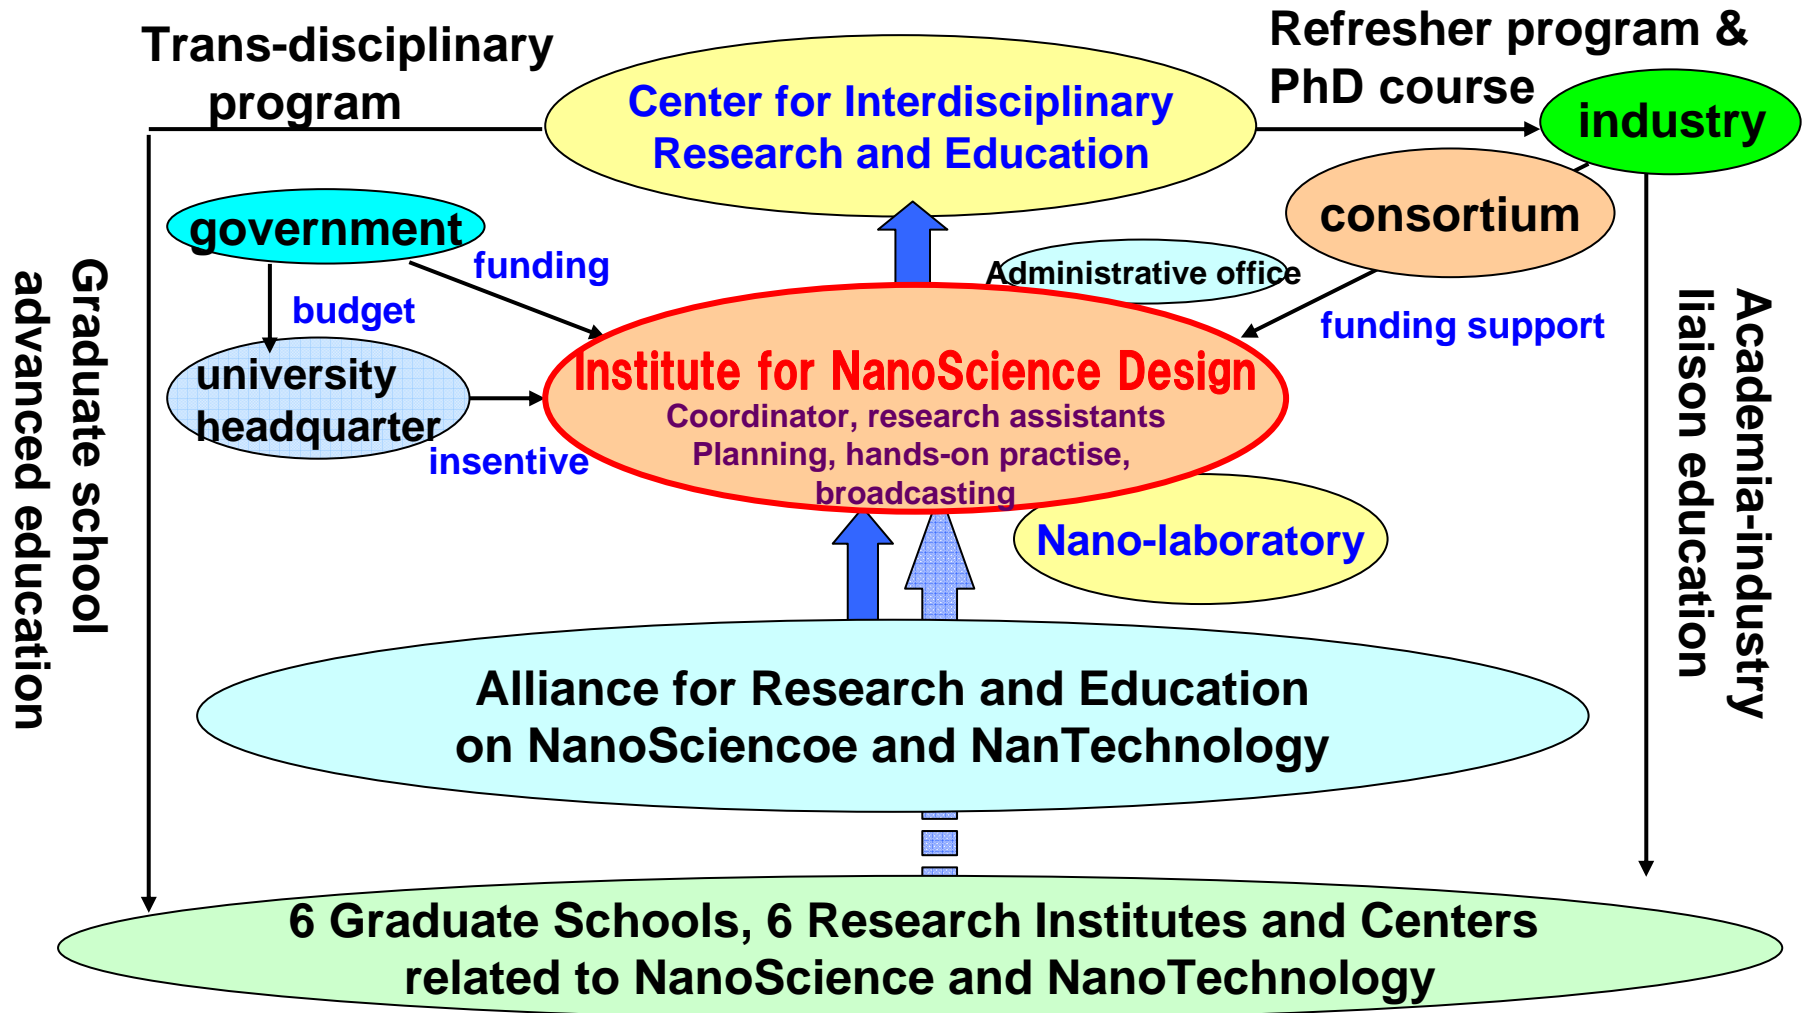 Trans-disciplinary
program
Refresher program &
PhD course
Center for Interdisciplinary
Research and Education
industry
consortium
government
funding
Administrative office
budget
funding support
university
headquarter
insentive
Institute for NanoScience Design
Coordinator, research assistants
Planning, hands-on practise,
broadcasting
Nano-laboratory
Graduate school
advanced education
Academia-industry
liaison education
Alliance for Research and Education
on NanoSciencoe and NanTechnology
6 Graduate Schools, 6 Research Institutes and Centers
related to NanoScience and NanoTechnology